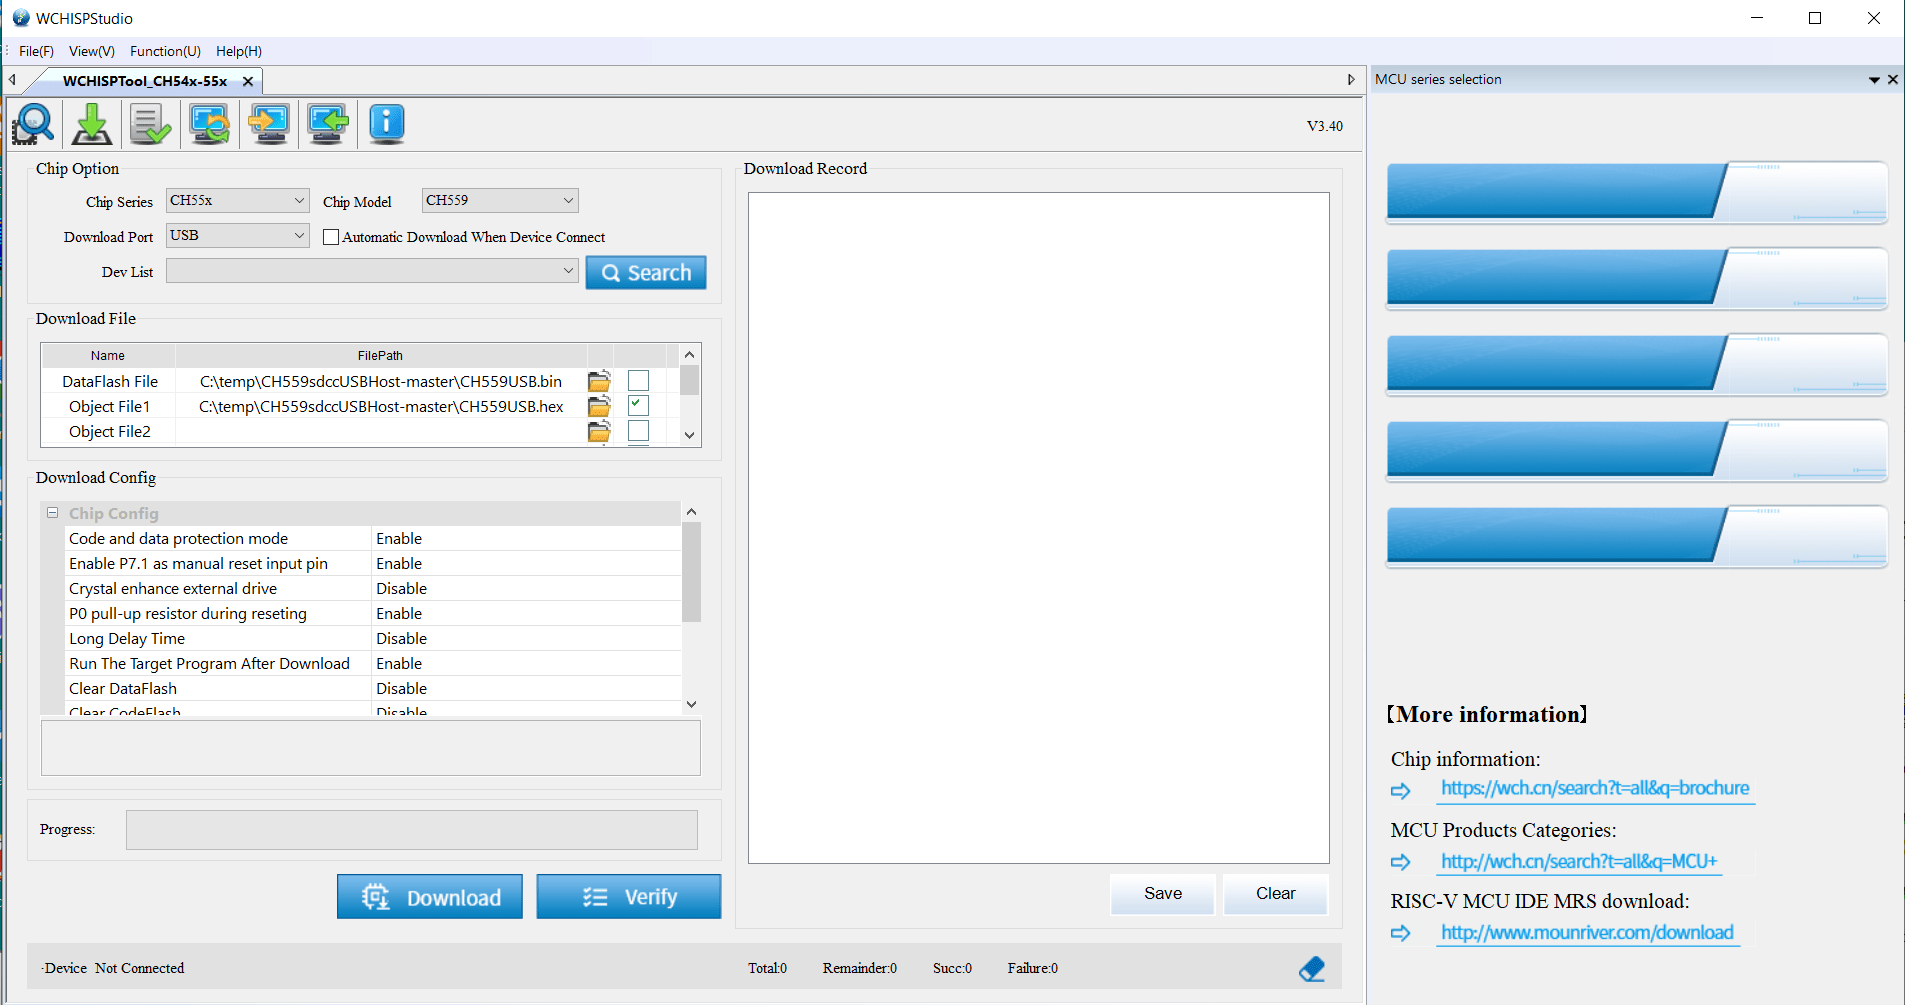 WCHISPStudio
File(F) View(V) Function(U) Help(H)
WCHISPTool_CH54x-55x
MCU series selection
V3.40
Chip Option
Chip Series CH55x Chip Model CH559
Download Port USB Automatic Download When Device Connect
Dev List Search
Download File
Name FilePath
DataFlash File C:\temp\CH559sdccUSBHost-master\CH559USB.bin
Object File1 C:\temp\CH559sdccUSBHost-master\CH559USB.hex
Object File2
Download Config
Chip Config
Code and data protection mode Enable
Enable P7.1 as manual reset input pin Enable
Crystal enhance external drive Disable
P0 pull-up resistor during reseting Enable
Long Delay Time Disable
Run The Target Program After Download Enable
Clear DataFlash Disable
Clear CodeFlash Disable
Progress:
Download Verify
Download Record
Save Clear
·Device Not Connected Total:0 Remainder:0 Succ:0 Failure:0
【More information】
Chip information:
https://wch.cn/search?t=all&q=brochure
MCU Products Categories:
http://wch.cn/search?t=all&q=MCU+
RISC-V MCU IDE MRS download:
http://www.mounriver.com/download